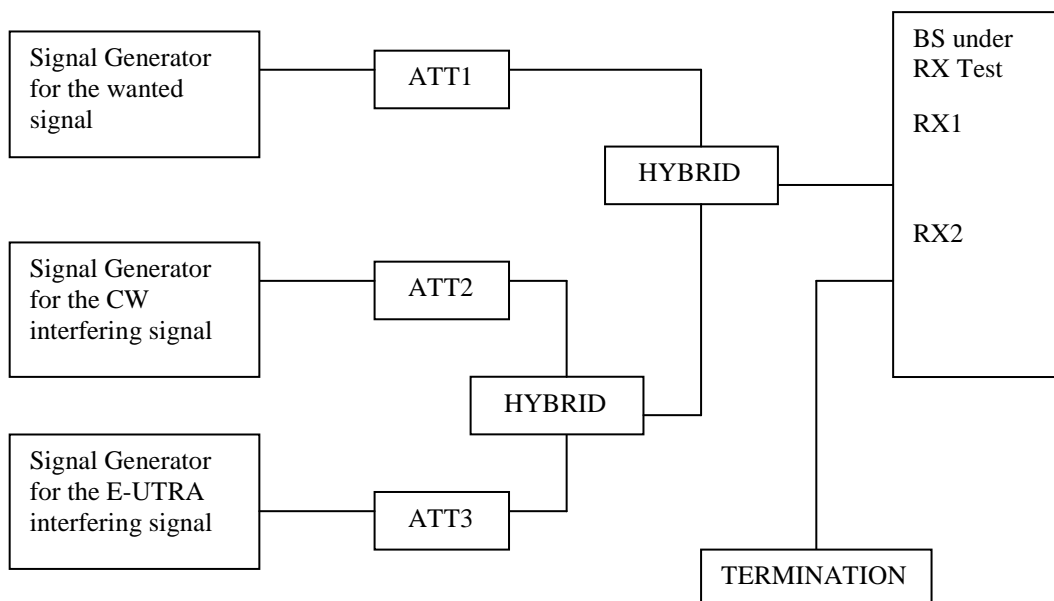 Signal Generator
for the wanted
signal
ATT1
HYBRID
BS under
RX Test
RX1
RX2
Signal Generator
for the CW
interfering signal
ATT2
HYBRID
Signal Generator
for the E-UTRA
interfering signal
ATT3
TERMINATION